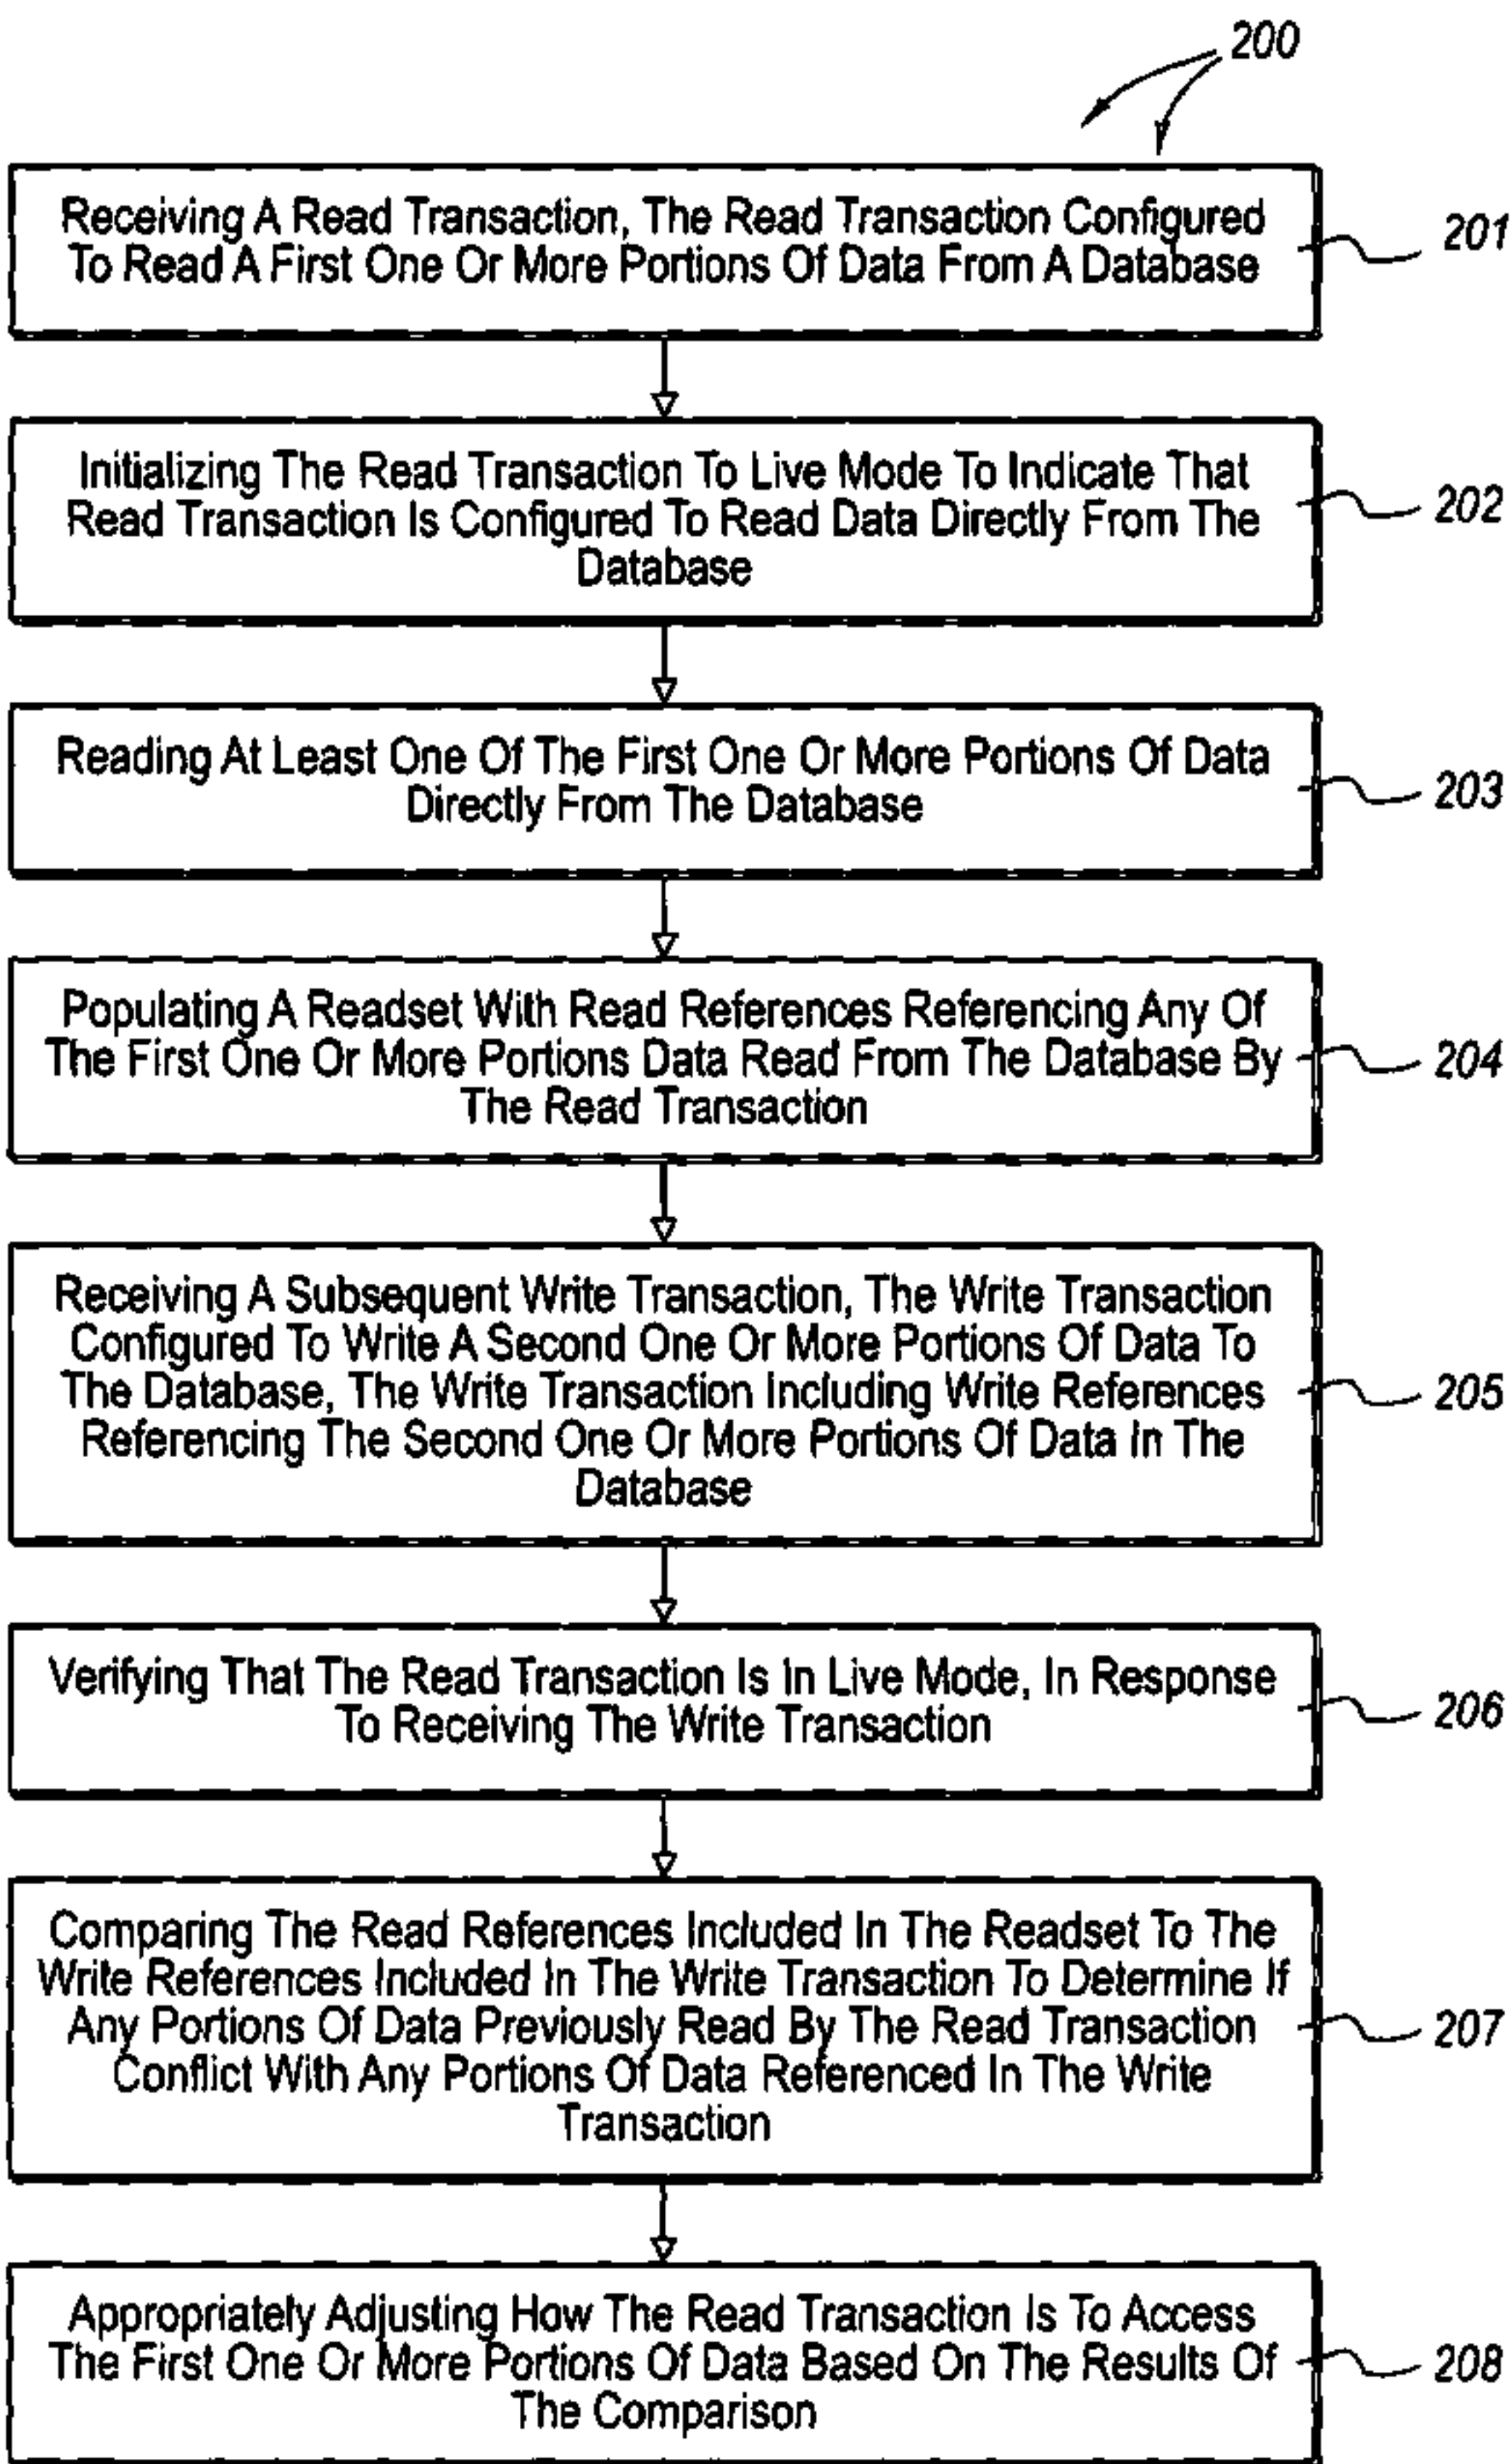 200
Receiving A Read Transaction, The Read Transaction Configured
To Read A First One Or More Portions Of Data From A Database
201
Initializing The Read Transaction To Live Mode To Indicate That
Read Transaction Is Configured To Read Data Directly From The
Database
202
Reading At Least One Of The First One Or More Portions Of Data
Directly From The Database
203
Populating A Readset With Read References Referencing Any Of
The First One Or More Portions Data Read From The Database By
The Read Transaction
204
Receiving A Subsequent Write Transaction, The Write Transaction
Configured To Write A Second One Or More Portions Of Data To
The Database, The Write Transaction Including Write References
Referencing The Second One Or More Portions Of Data In The
Database
205
Verifying That The Read Transaction Is In Live Mode, In Response
To Receiving The Write Transaction
206
Comparing The Read References Included In The Readset To The
Write References Included In The Write Transaction To Determine If
Any Portions Of Data Previously Read By The Read Transaction
Conflict With Any Portions Of Data Referenced In The Write
Transaction
207
Appropriately Adjusting How The Read Transaction Is To Access
The First One Or More Portions Of Data Based On The Results Of
The Comparison
208